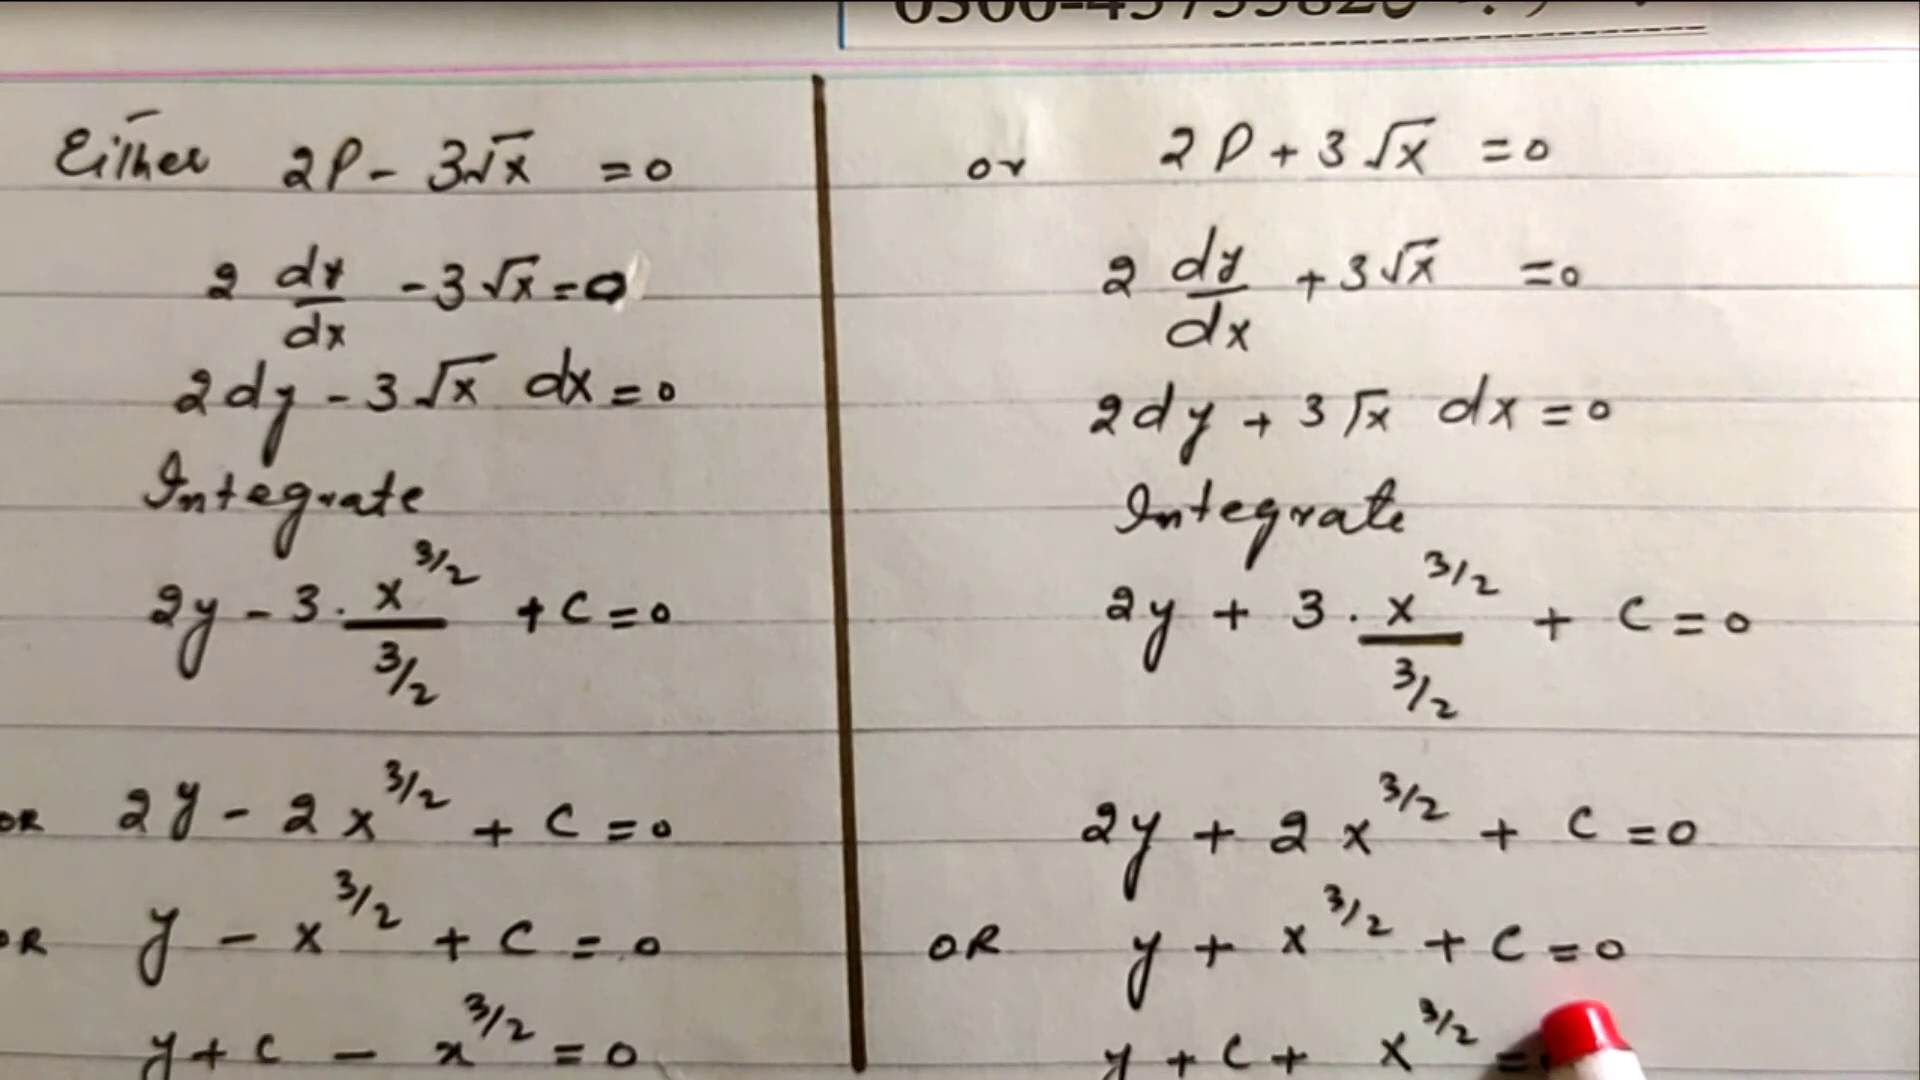 Either 2P - 3√x = 0
2 dy/dx - 3√x = 0
2dy - 3√x dx = 0
Integrate
2y - 3 . x^3/2 / 3/2 + C = 0
OR 2y - 2x^3/2 + C = 0
OR y - x^3/2 + C = 0
y + C - x^3/2 = 0
or 2P + 3√x = 0
2 dy/dx + 3√x = 0
2dy + 3√x dx = 0
Integrate
2y + 3 . x^3/2 / 3/2 + C = 0
2y + 2x^3/2 + C = 0
OR y + x^3/2 + C = 0
y + C + x^3/2 =